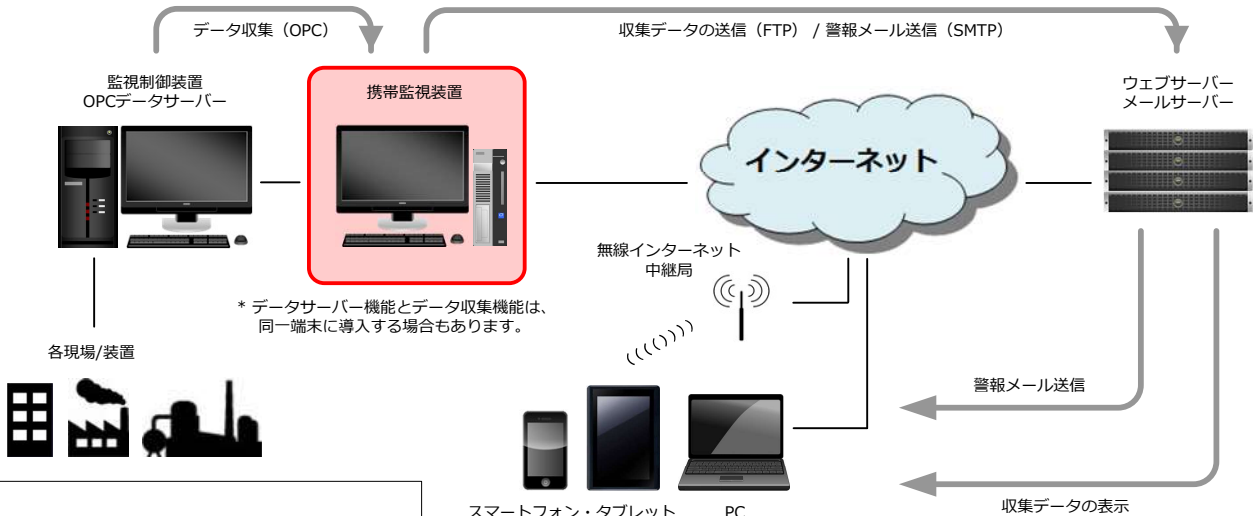 データ収集（OPC）
収集データの送信（FTP） / 警報メール送信（SMTP）
監視制御装置
OPCデータサーバー
携帯監視装置
ウェブサーバー
メールサーバー
インターネット
無線インターネット
中継局
* データサーバー機能とデータ収集機能は、
同一端末に導入する場合もあります。
各現場/装置
警報メール送信
スマートフォン・タブレット
PC
収集データの表示